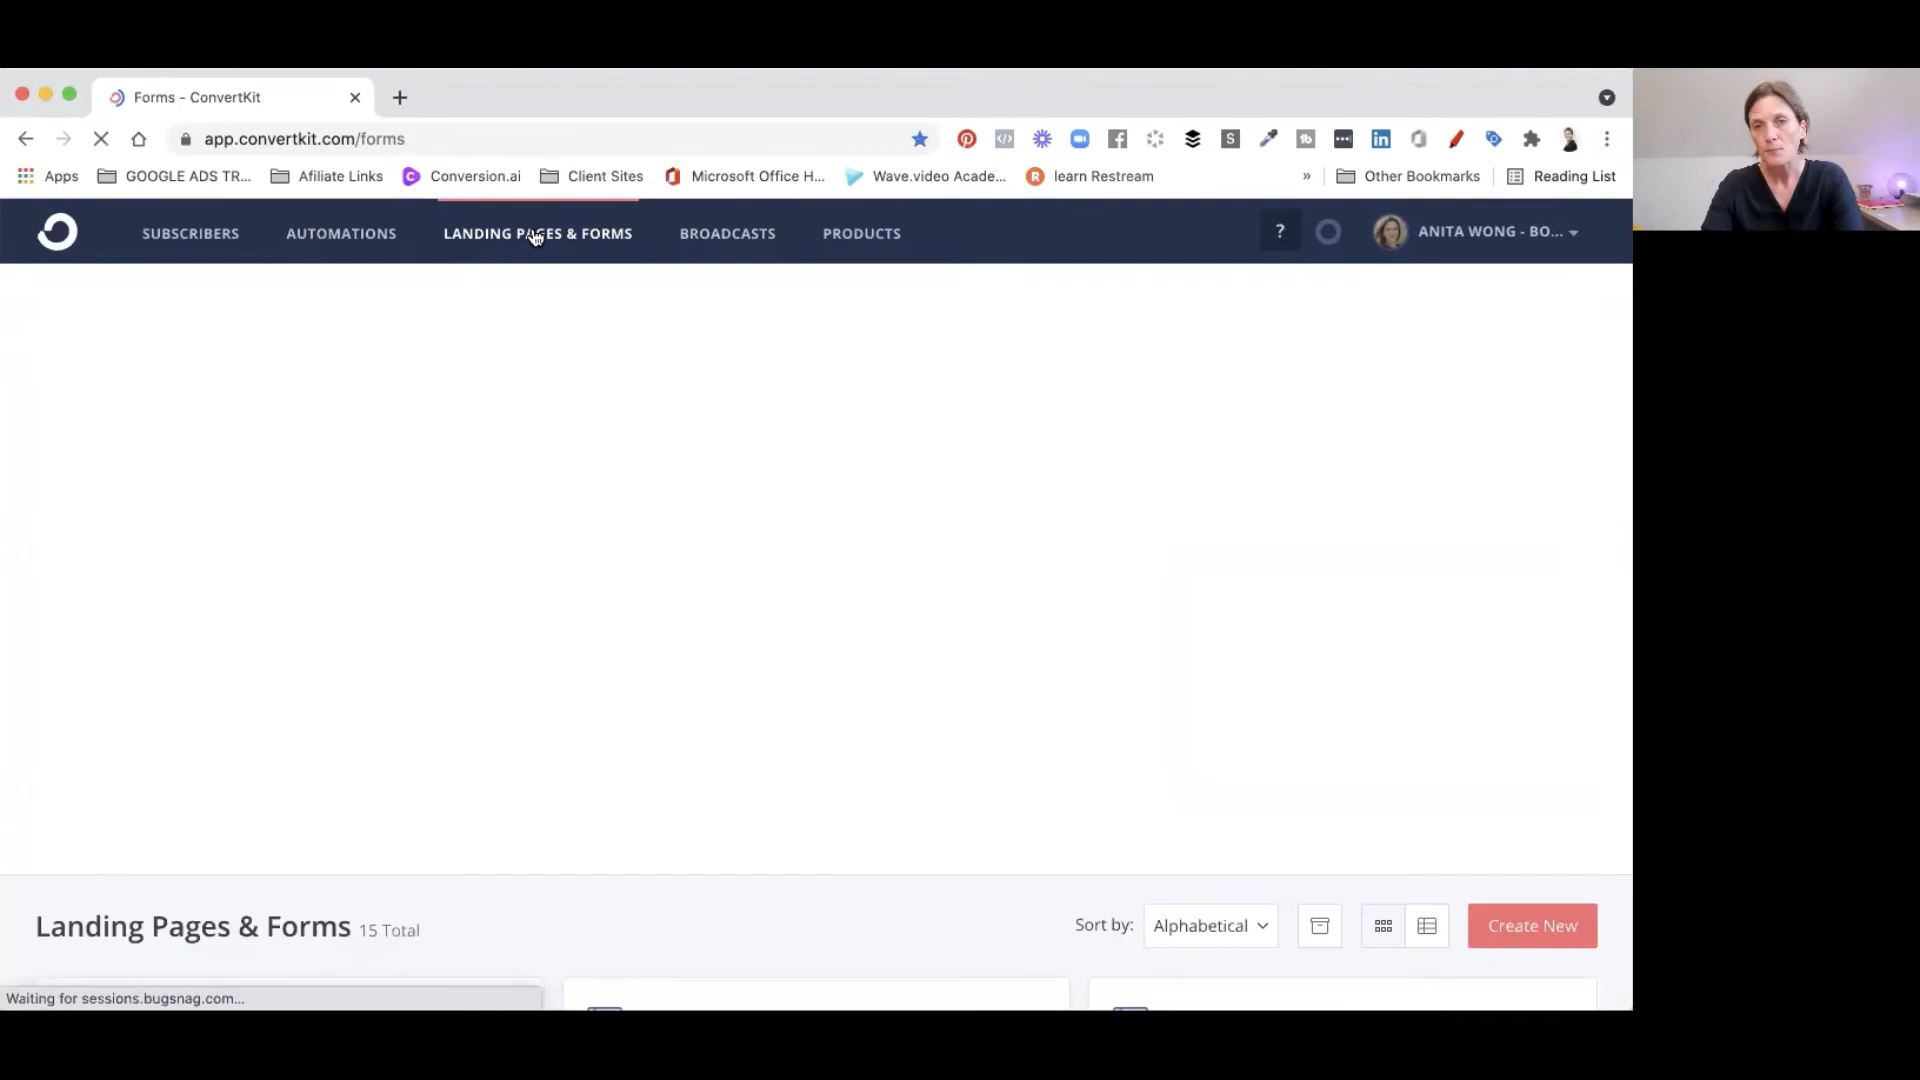 Forms - ConvertKit
app.convertkit.com/forms
Apps GOOGLE ADS TR... Afiliate Links Conversion.ai Client Sites Microsoft Office H... Wave.video Acade... learn Restream » Other Bookmarks Reading List
SUBSCRIBERS AUTOMATIONS LANDING PAGES & FORMS BROADCASTS PRODUCTS ? ANITA WONG - BO...
Landing Pages & Forms 15 Total Sort by: Alphabetical Create New
Waiting for sessions.bugsnag.com...